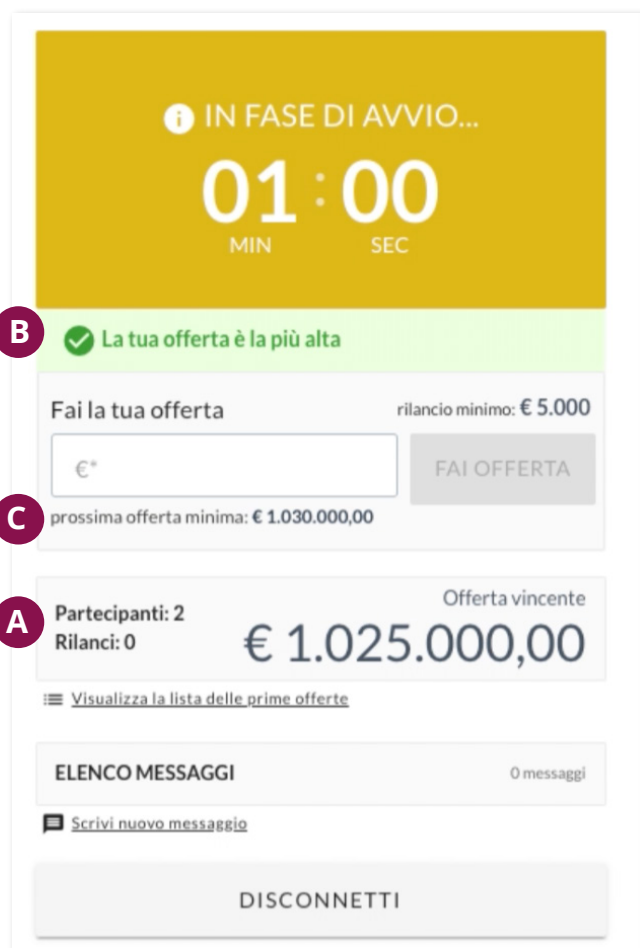 IN FASE DI AVVIO...
01 : 00
MIN SEC
B
La tua offerta è la più alta
Fai la tua offerta
rilancio minimo: € 5.000
€*
FAI OFFERTA
C
prossima offerta minima: € 1.030.000,00
A
Partecipanti: 2
Rilanci: 0
Offerta vincente
€ 1.025.000,00
Visualizza la lista delle prime offerte
ELENCO MESSAGGI
0 messaggi
Scrivi nuovo messaggio
DISCONNETTI